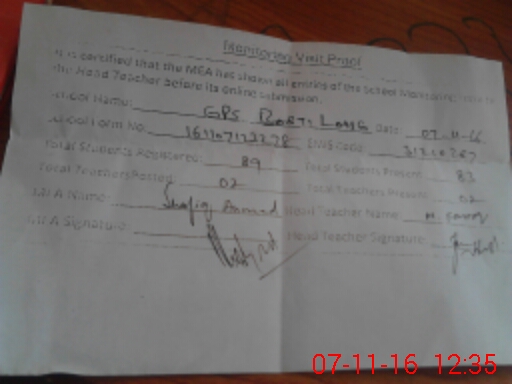 Monitoring Visit Proof
It is certified that the MEA has shown all entries of the School Monitoring Form to
the Head Teacher before its online submission.
School Name: GPS BASTI LANG Date: 07-11-16
School Form No: EMIS Code:
Total Students Registered: 89 Total Students Present: 83
Total Teachers Posted: 02 Total Teachers Present: 02
MEA Name: Shafiq Ahmad Head Teacher Name:
MEA Signature: Head Teacher Signature:
07-11-16 12:35